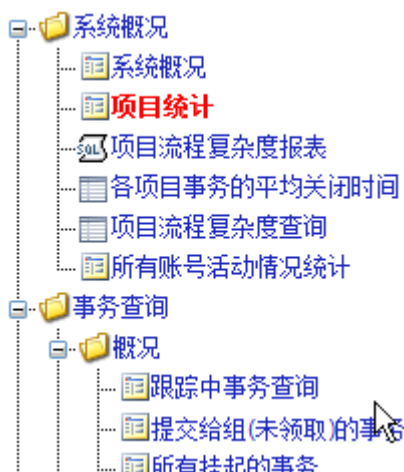 系统概况
系统概况
项目统计
SQL项目流程复杂度报表
各项目事务的平均关闭时间
项目流程复杂度查询
所有账号活动情况统计
事务查询
概况
跟踪中事务查询
提交给组(未领取)的事务
所有挂起的事务